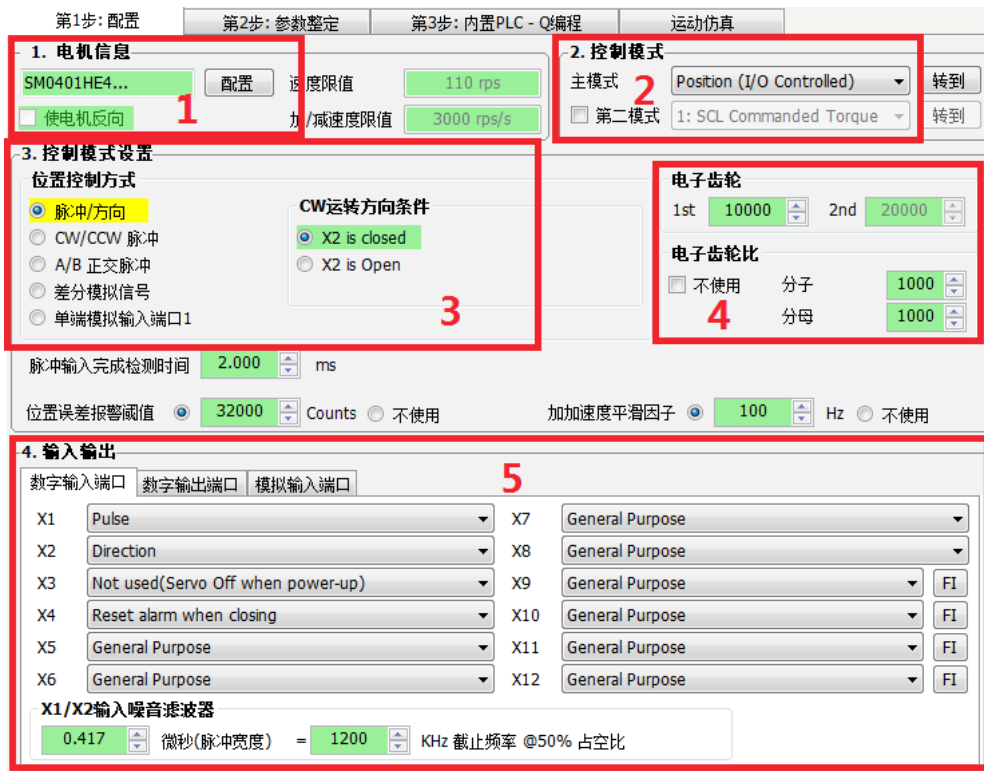 第1步: 配置 第2步: 参数整定 第3步: 内置PLC - Q编程 运动仿真
1. 电机信息
SM0401HE4... 配置 速度限值 110 rps
使电机反向 1 加/减速度限值 3000 rps/s
2. 控制模式
主模式 2 Position (I/O Controlled) 转到
第二模式 1: SCL Commanded Torque 转到
3. 控制模式设置
位置控制方式
脉冲/方向
CW/CCW 脉冲
A/B 正交脉冲
差分模拟信号
单端模拟输入端口1
CW运转方向条件
X2 is closed
X2 is Open
3
电子齿轮
1st 10000 2nd 20000
电子齿轮比
不使用 分子 1000
4 分母 1000
脉冲输入完成检测时间 2.000 ms
位置误差报警阈值 32000 Counts 不使用 加加速度平滑因子 100 Hz 不使用
4. 输入输出
数字输入端口 数字输出端口 模拟输入端口 5
X1 Pulse X7 General Purpose
X2 Direction X8 General Purpose
X3 Not used(Servo Off when power-up) X9 General Purpose FI
X4 Reset alarm when closing X10 General Purpose FI
X5 General Purpose X11 General Purpose FI
X6 General Purpose X12 General Purpose FI
X1/X2输入噪音滤波器
0.417 微秒(脉冲宽度) = 1200 KHz 截止频率 @50% 占空比